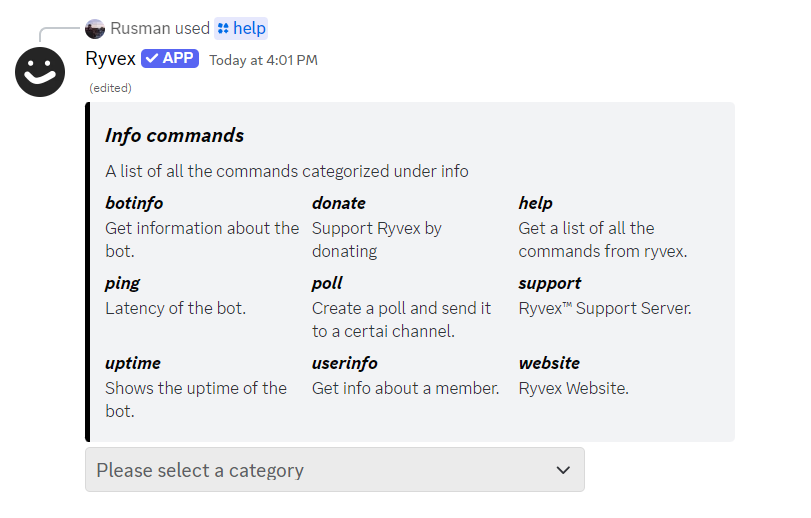 Rusman used help
Ryvex APP Today at 4:01 PM
(edited)
Info commands
A list of all the commands categorized under info
botinfo
Get information about the
bot.
donate
Support Ryvex by
donating
help
Get a list of all the
commands from ryvex.
ping
Latency of the bot.
poll
Create a poll and send it
to a certai channel.
support
Ryvex™ Support Server.
uptime
Shows the uptime of the
bot.
userinfo
Get info about a member.
website
Ryvex Website.
Please select a category